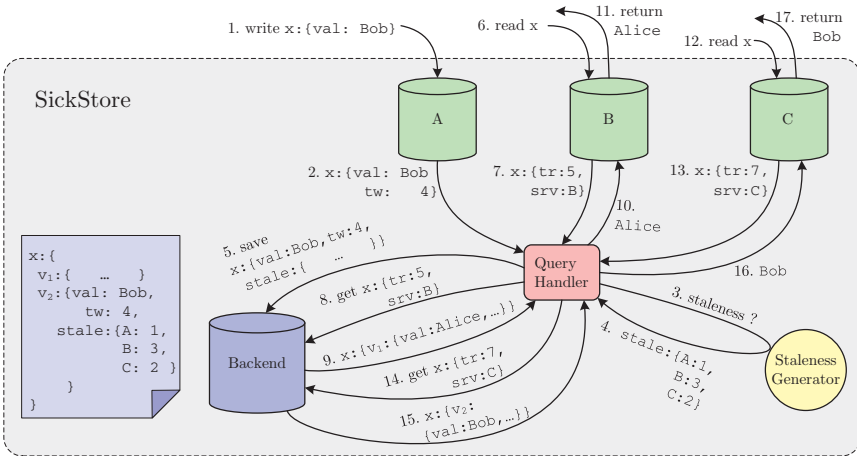 1. write x:{val: Bob}
6. read x
11. return
Alice
12. read x
17. return
Bob
SickStore
A
B
C
2. x:{val: Bob
tw: 4}
7. x:{tr:5,
srv:B}
10.
Alice
13. x:{tr:7,
srv:C}
5. save
x:{val:Bob,tw:4,
stale:{ … }}
Query
Handler
16. Bob
8. get x:{tr:5,
srv:B}
3. staleness ?
9. x:{v₁:{val:Alice,…}}
4. stale:{A:1,
B:3,
C:2}
14. get x:{tr:7,
srv:C}
15. x:{v₂:
{val:Bob,…}}
Backend
Staleness
Generator
x:{
v₁:{ … }
v₂:{val: Bob,
tw: 4,
stale:{A: 1,
B: 3,
C: 2 }
}
}